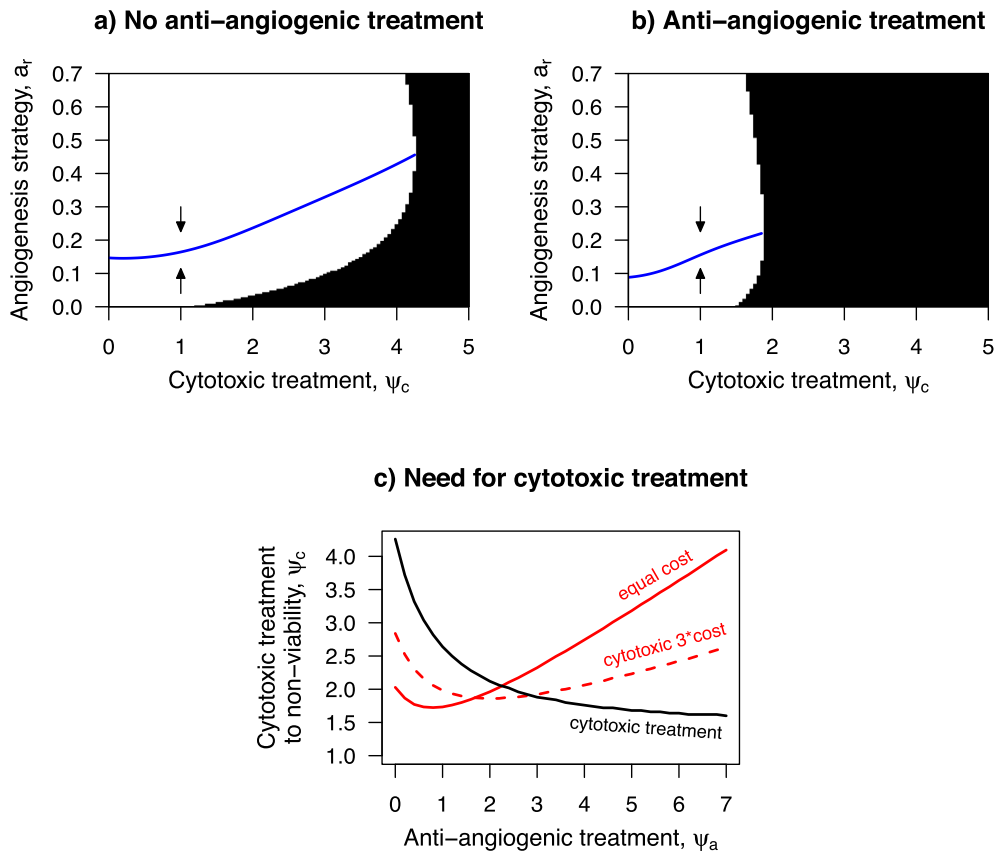 a) No anti−angiogenic treatment
Angiogenesis strategy, ar
0.7
0.6
0.5
0.4
0.3
0.2
0.1
0.0
0 1 2 3 4 5
Cytotoxic treatment, ψc
b) Anti−angiogenic treatment
Angiogenesis strategy, ar
0.7
0.6
0.5
0.4
0.3
0.2
0.1
0.0
0 1 2 3 4 5
Cytotoxic treatment, ψc
c) Need for cytotoxic treatment
Cytotoxic treatment
to non−viability, ψc
4.0
3.5
3.0
2.5
2.0
1.5
1.0
equal cost
cytotoxic 3*cost
cytotoxic treatment
0 1 2 3 4 5 6 7
Anti−angiogenic treatment, ψa